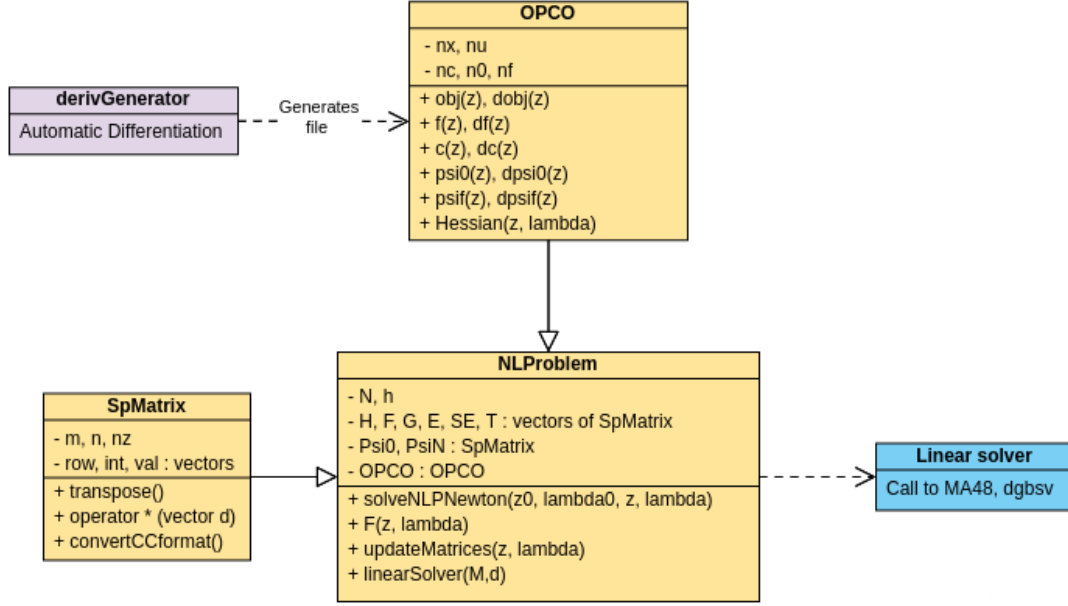 OPCO
- nx, nu
- nc, n0, nf
+ obj(z), dobj(z)
+ f(z), df(z)
+ c(z), dc(z)
+ psi0(z), dpsi0(z)
+ psif(z), dpsif(z)
+ Hessian(z, lambda)
derivGenerator
Automatic Differentiation
Generates
file
NLProblem
- N, h
- H, F, G, E, SE, T : vectors of SpMatrix
- Psi0, PsiN : SpMatrix
- OPCO : OPCO
+ solveNLPNewton(z0, lambda0, z, lambda)
+ F(z, lambda)
+ updateMatrices(z, lambda)
+ linearSolver(M,d)
SpMatrix
- m, n, nz
- row, int, val : vectors
+ transpose()
+ operator * (vector d)
+ convertCCformat()
Linear solver
Call to MA48, dgbsv